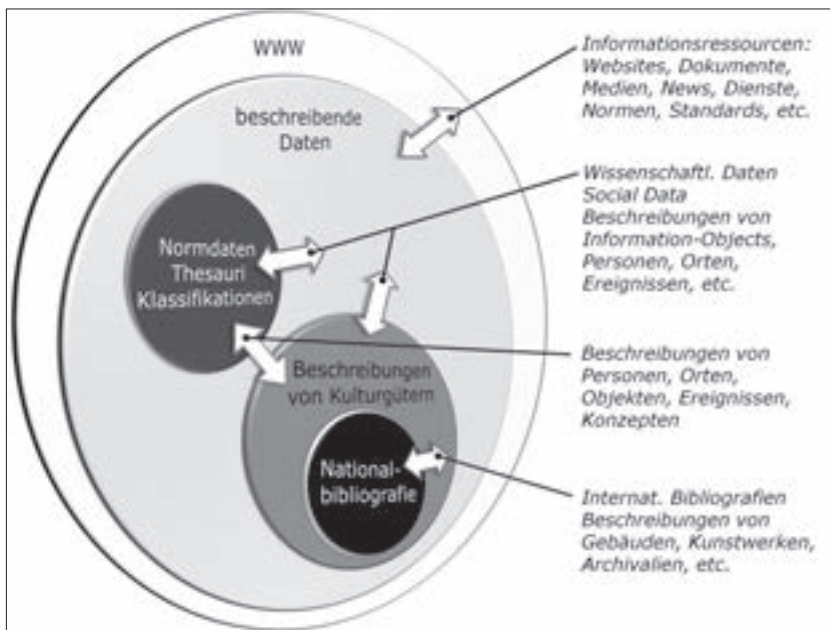 WWW
beschreibende
Daten
Normdaten
Thesauri
Klassifikationen
Beschreibungen
von Kulturgütern
National-
bibliografie
Informationsressourcen:
Websites, Dokumente,
Medien, News, Dienste,
Normen, Standards, etc.
Wissenschaftl. Daten
Social Data
Beschreibungen von
Information-Objects,
Personen, Orten,
Ereignissen, etc.
Beschreibungen von
Personen, Orten,
Objekten, Ereignissen,
Konzepten
Internat. Bibliografien
Beschreibungen von
Gebäuden, Kunstwerken,
Archivalien, etc.